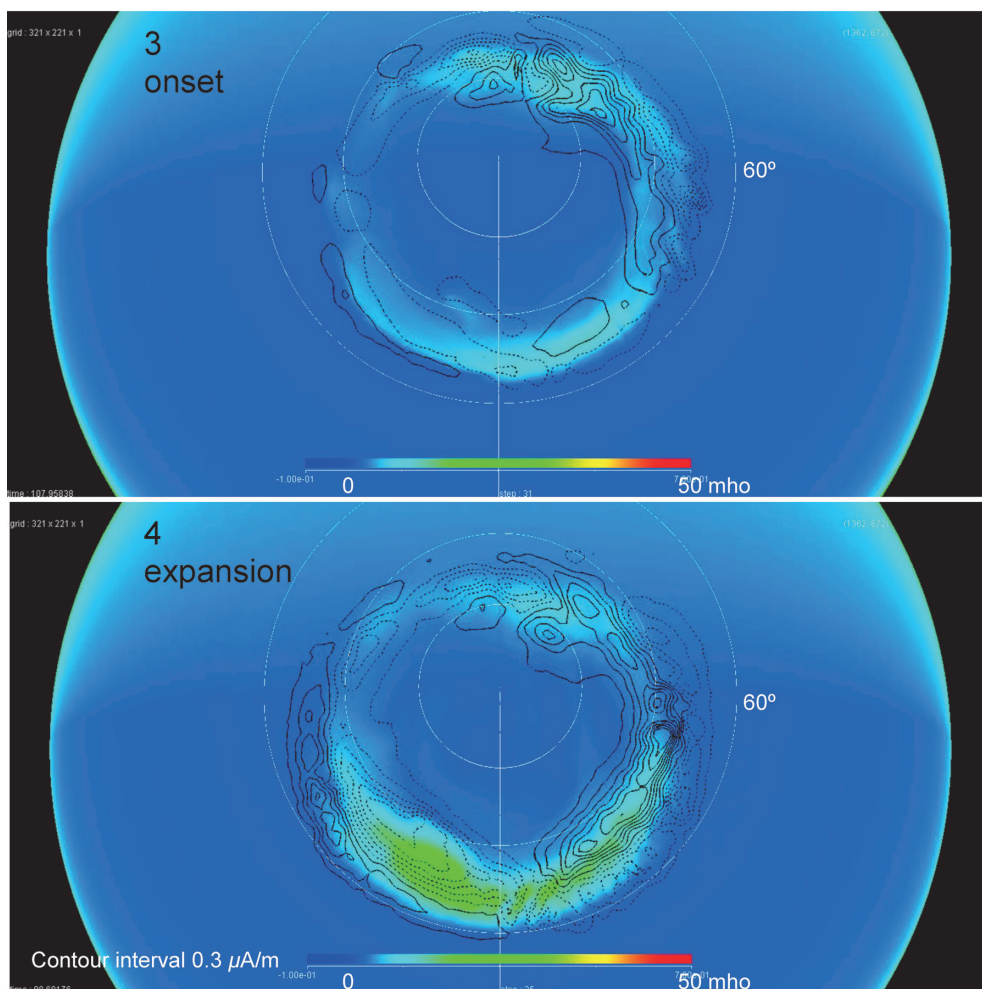 grid : 321 x 221 x 1
(1362, 672)
3
onset
60º
-1.00e-01
0
50 mho
time : 107.95838
step : 31
grid : 321 x 221 x 1
(1362, 672)
4
expansion
60º
Contour interval 0.3 µA/m
-1.00e-01
0
50 mho